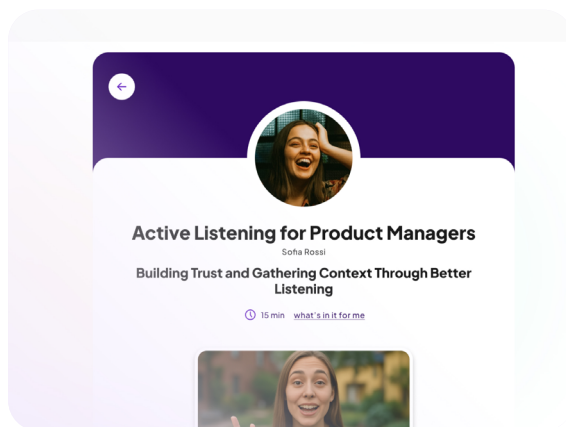 Active Listening for Product Managers
Sofia Rossi
Building Trust and Gathering Context Through Better
Listening
15 min what's in it for me